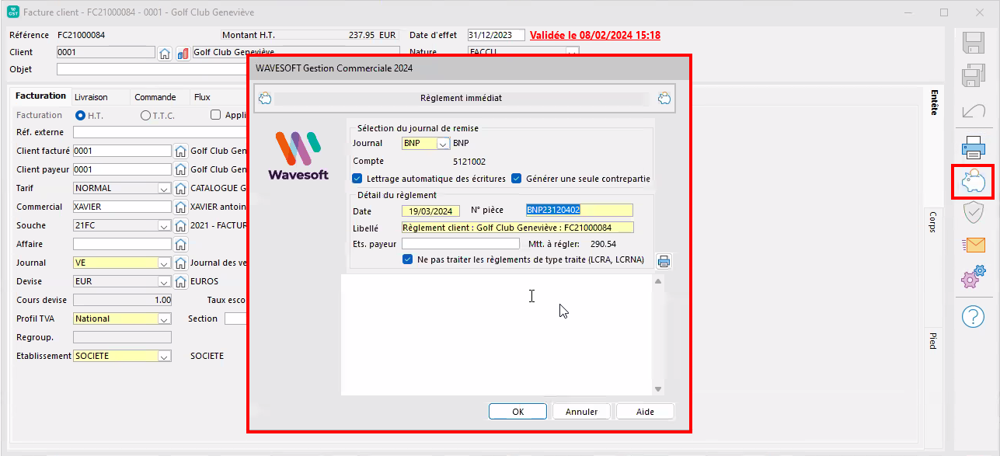 Facture client - FC21000084 - 0001 - Golf Club Geneviève
Référence FC21000084 Montant H.T. 237.95 EUR Date d'effet 31/12/2023 Validée le 08/02/2024 15:18
Client 0001 Golf Club Geneviève Nature FACCLI
Objet
WAVESOFT Gestion Commerciale 2024
Règlement immédiat
Wavesoft
Sélection du journal de remise
Journal BNP BNP
Compte 5121002
Lettrage automatique des écritures Générer une seule contrepartie
Détail du règlement
Date 19/03/2024 N° pièce BNP23120402
Libellé Règlement client : Golf Club Geneviève : FC21000084
Ets. payeur Mtt. à régler: 290.54
Ne pas traiter les règlements de type traite (LCRA, LCRNA)
OK Annuler Aide
Facturation Livraison Commande Flux
Facturation H.T. T.T.C. Appli
Réf. externe
Client facturé 0001 Golf Club Gen
Client payeur 0001 Golf Club Gen
Tarif NORMAL CATALOGUE G
Commercial XAVIER XAVIER antoin
Souche 21FC 2021 - FACTUR
Affaire
Journal VE Journal des ve
Devise EUR EUROS
Cours devise 1.00 Taux esco
Profil TVA National Section
Regroup.
Etablissement SOCIETE SOCIETE
Entête
Corps
Pied
GST
?